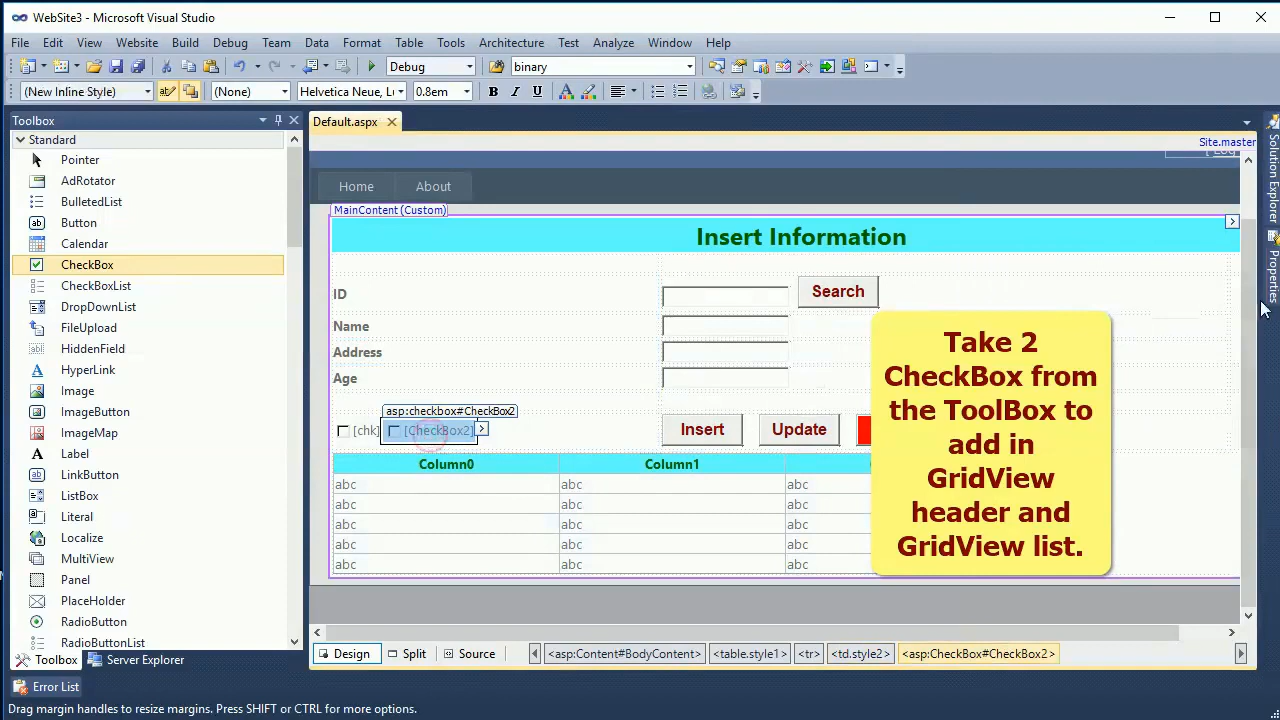 WebSite3 - Microsoft Visual Studio
File Edit View Website Build Debug Team Data Format Table Tools Architecture Test Analyze Window Help
Debug binary
(New Inline Style) (None) Helvetica Neue, Lu 0.8em B I U A
Toolbox
Standard
Pointer
AdRotator
BulletedList
Button
Calendar
CheckBox
CheckBoxList
DropDownList
FileUpload
HiddenField
HyperLink
Image
ImageButton
ImageMap
Label
LinkButton
ListBox
Literal
Localize
MultiView
Panel
PlaceHolder
RadioButton
RadioButtonList
Toolbox Server Explorer
Default.aspx
Site.master
Home About
MainContent (Custom)
Insert Information
ID Search
Name
Address
Age
asp:checkbox#CheckBox2
[chk] [CheckBox2] Insert Update
Column0 Column1
abc abc abc
abc abc abc
abc abc abc
abc abc abc
abc abc abc
Take 2
CheckBox from
the ToolBox to
add in
GridView
header and
GridView list.
Design Split Source <asp:Content#BodyContent> <table.style1> <tr> <td.style2> <asp:CheckBox#CheckBox2>
Solution Explorer
Properties
Error List
Drag margin handles to resize margins. Press SHIFT or CTRL for more options.